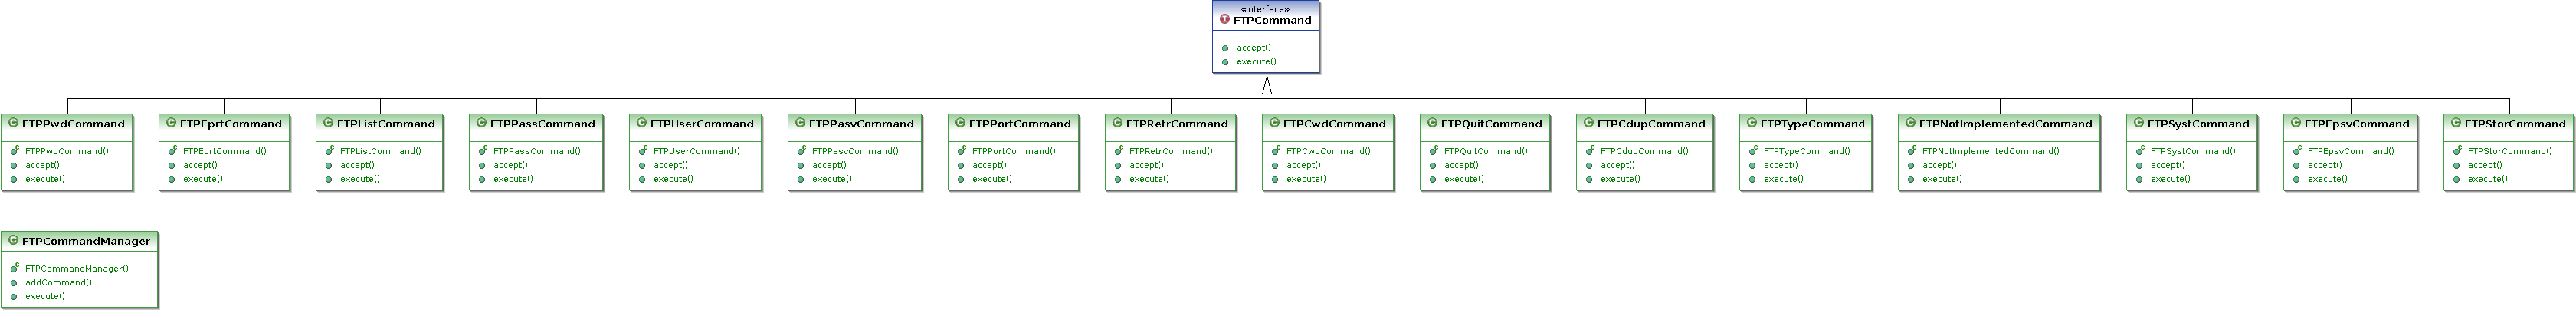 «interface»
FTPCommand
accept()
execute()
FTPPwdCommand
FTPPwdCommand()
accept()
execute()
FTPEprtCommand
FTPEprtCommand()
accept()
execute()
FTPListCommand
FTPListCommand()
accept()
execute()
FTPPassCommand
FTPPassCommand()
accept()
execute()
FTPUserCommand
FTPUserCommand()
accept()
execute()
FTPPasvCommand
FTPPasvCommand()
accept()
execute()
FTPPortCommand
FTPPortCommand()
accept()
execute()
FTPRetrCommand
FTPRetrCommand()
accept()
execute()
FTPCwdCommand
FTPCwdCommand()
accept()
execute()
FTPQuitCommand
FTPQuitCommand()
accept()
execute()
FTPCdupCommand
FTPCdupCommand()
accept()
execute()
FTPTypeCommand
FTPTypeCommand()
accept()
execute()
FTPNotImplementedCommand
FTPNotImplementedCommand()
accept()
execute()
FTPSystCommand
FTPSystCommand()
accept()
execute()
FTPEpsvCommand
FTPEpsvCommand()
accept()
execute()
FTPStorCommand
FTPStorCommand()
accept()
execute()
FTPCommandManager
FTPCommandManager()
addCommand()
execute()